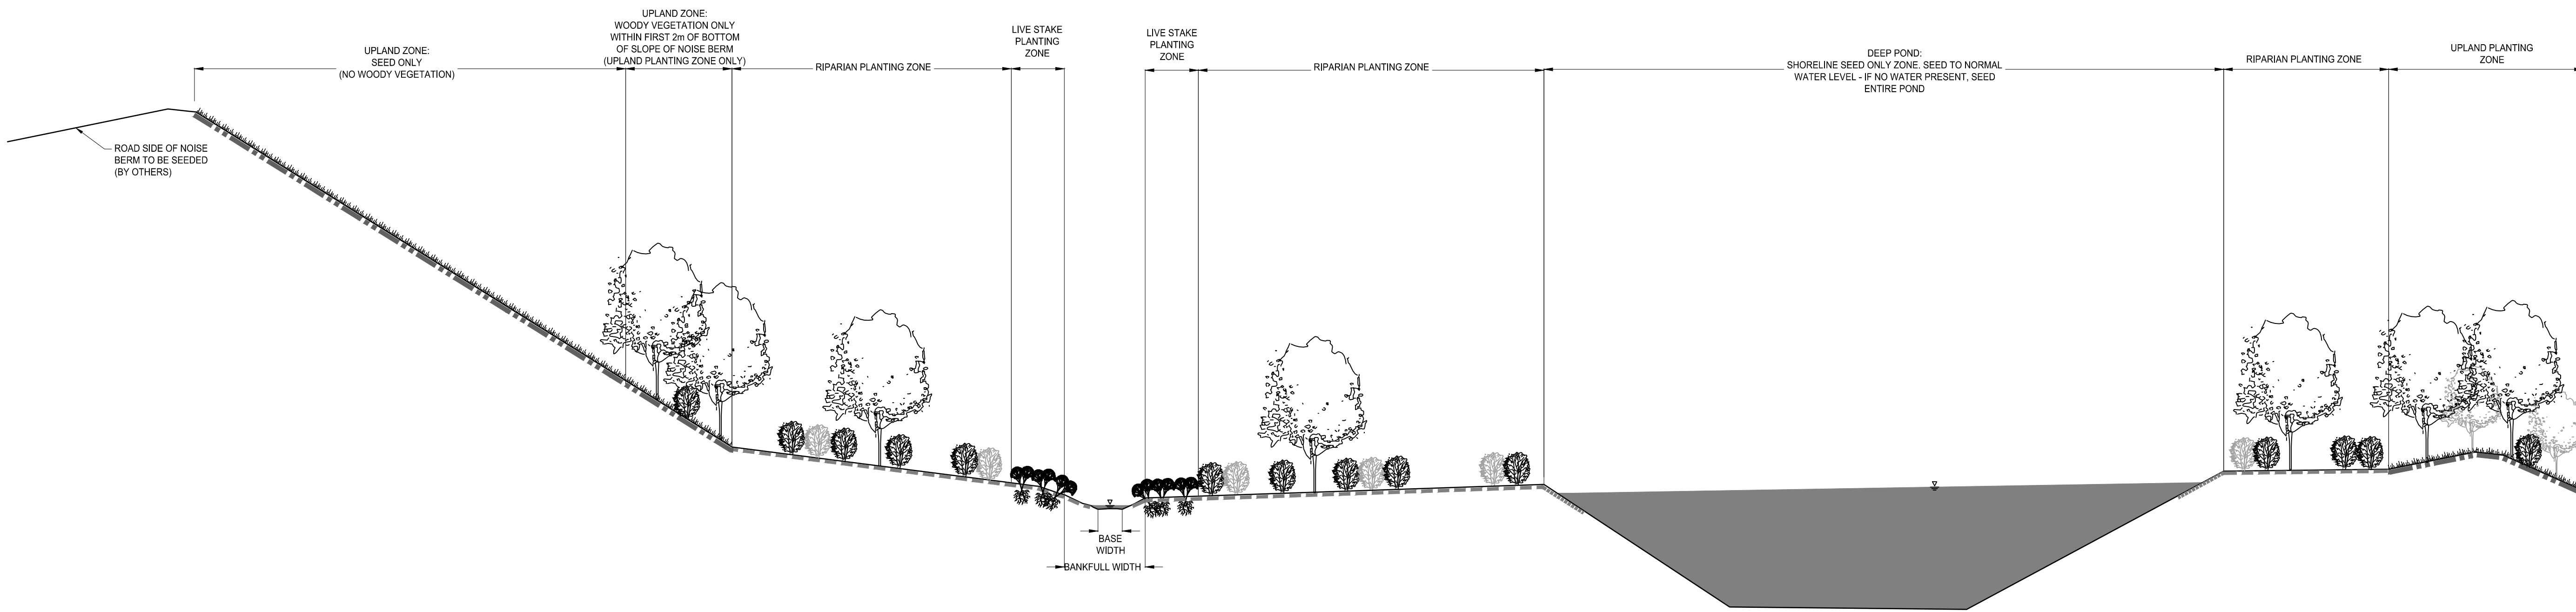 UPLAND ZONE:
SEED ONLY
(NO WOODY VEGETATION)
UPLAND ZONE:
WOODY VEGETATION ONLY
WITHIN FIRST 2m OF BOTTOM
OF SLOPE OF NOISE BERM
(UPLAND PLANTING ZONE ONLY)
RIPARIAN PLANTING ZONE
LIVE STAKE
PLANTING
ZONE
LIVE STAKE
PLANTING
ZONE
RIPARIAN PLANTING ZONE
DEEP POND:
SHORELINE SEED ONLY ZONE. SEED TO NORMAL
WATER LEVEL - IF NO WATER PRESENT, SEED
ENTIRE POND
RIPARIAN PLANTING ZONE
UPLAND PLANTING
ZONE
ROAD SIDE OF NOISE
BERM TO BE SEEDED
(BY OTHERS)
BASE
WIDTH
BANKFULL WIDTH